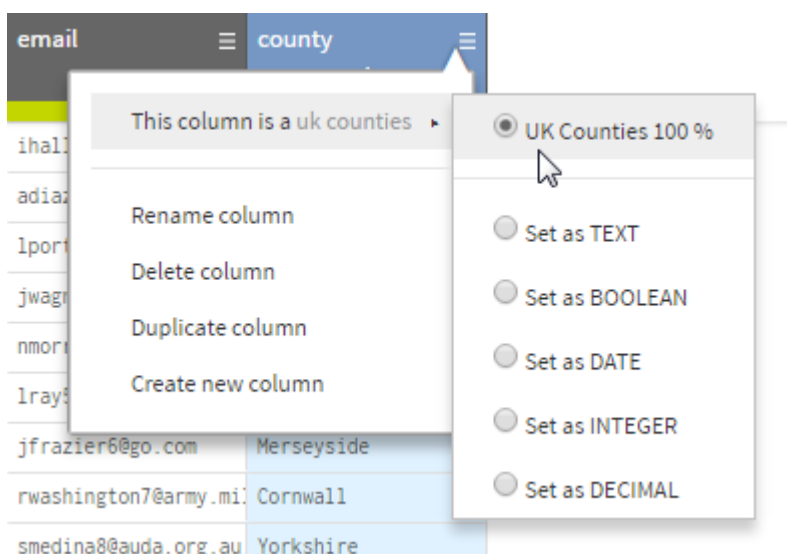 email
county
This column is a uk counties
UK Counties 100 %
Rename column
Delete column
Duplicate column
Create new column
Set as TEXT
Set as BOOLEAN
Set as DATE
Set as INTEGER
Set as DECIMAL
jfrazier6@go.com Merseyside
rwashington7@army.mil Cornwall
smedina8@auda.org.au Yorkshire